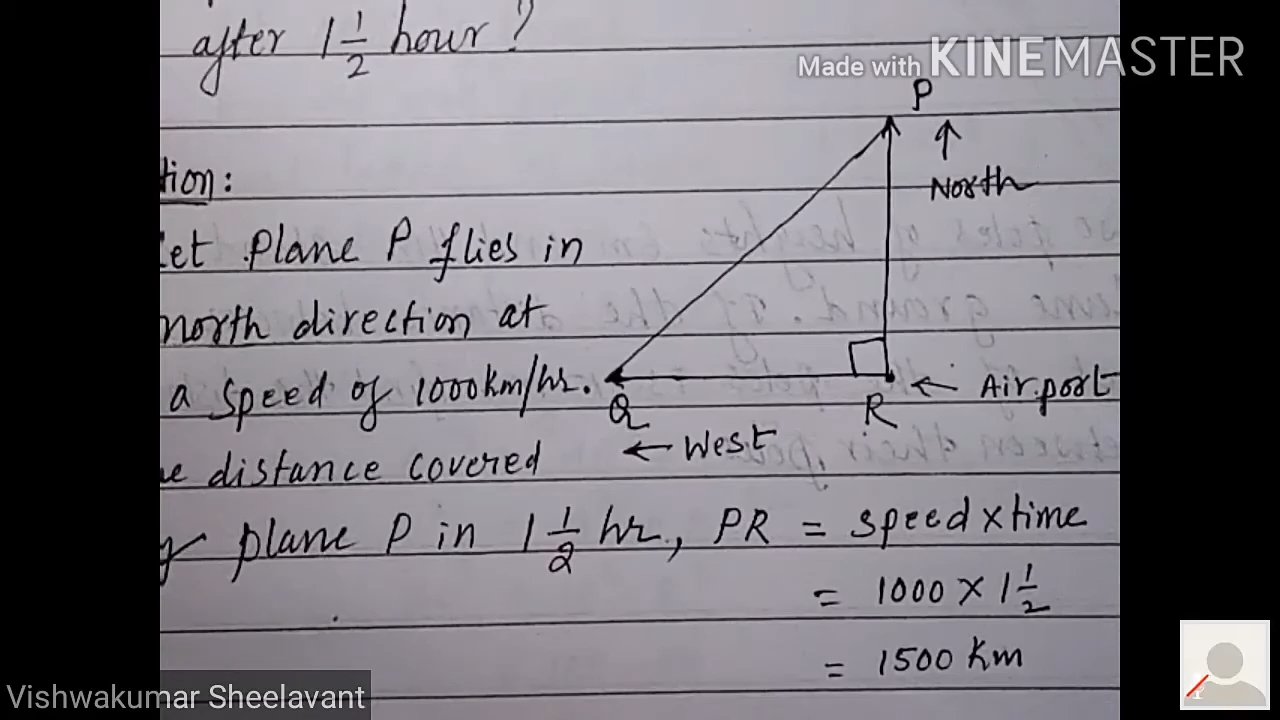 after 1 1/2 hour?
Made with KINEMASTER
P
↑
North
tion:
Let Plane P flies in
north direction at
a speed of 1000km/hr.
Q
R
← Airport
← West
distance covered
plane P in 1 1/2 hr, PR = speed × time
= 1000 × 1 1/2
= 1500 km
Vishwakumar Sheelavant